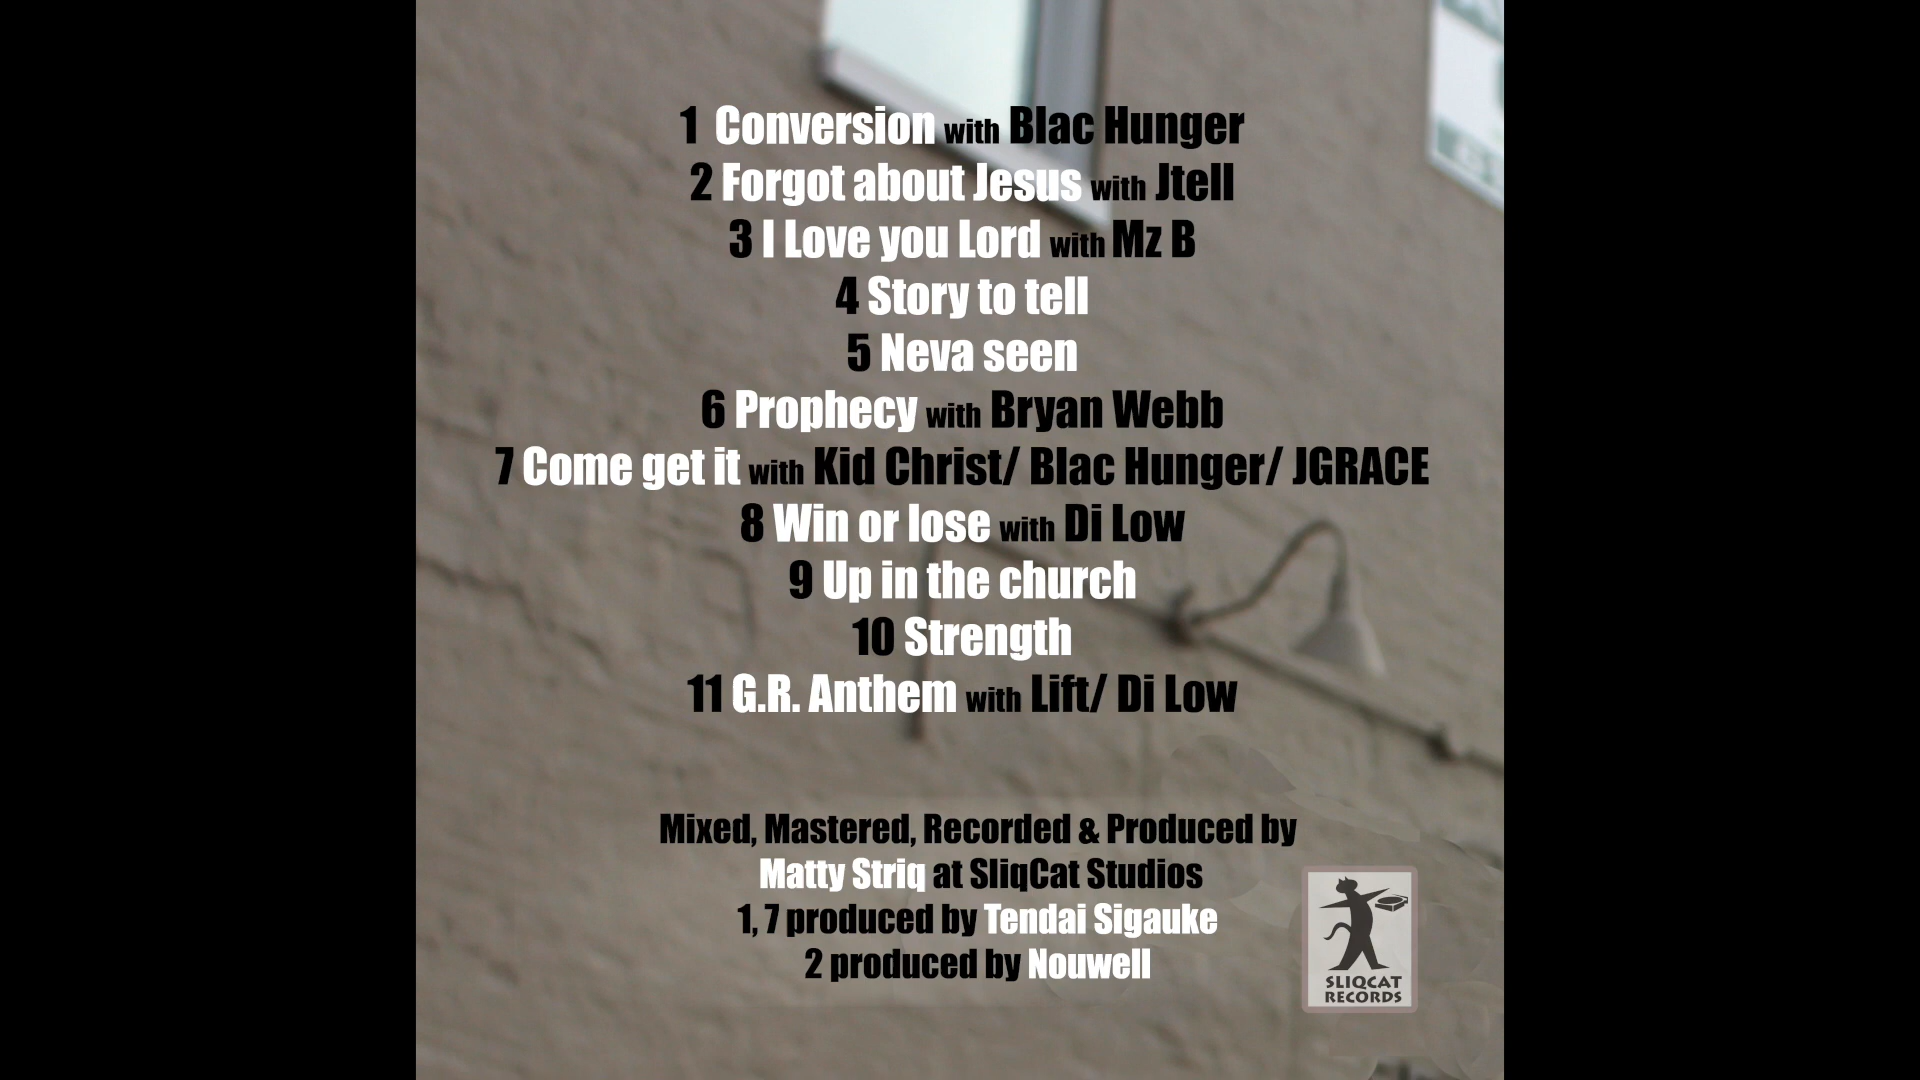 1 Conversion with Blac Hunger
2 Forgot about Jesus with Jtell
3 I Love you Lord with Mz B
4 Story to tell
5 Neva seen
6 Prophecy with Bryan Webb
7 Come get it with Kid Christ/ Blac Hunger/ JGRACE
8 Win or lose with Di Low
9 Up in the church
10 Strength
11 G.R. Anthem with Lift/ Di Low
Mixed, Mastered, Recorded & Produced by
Matty Striq at SliqCat Studios
1, 7 produced by Tendai Sigauke
2 produced by Nouwell
SLIQCAT
RECORDS